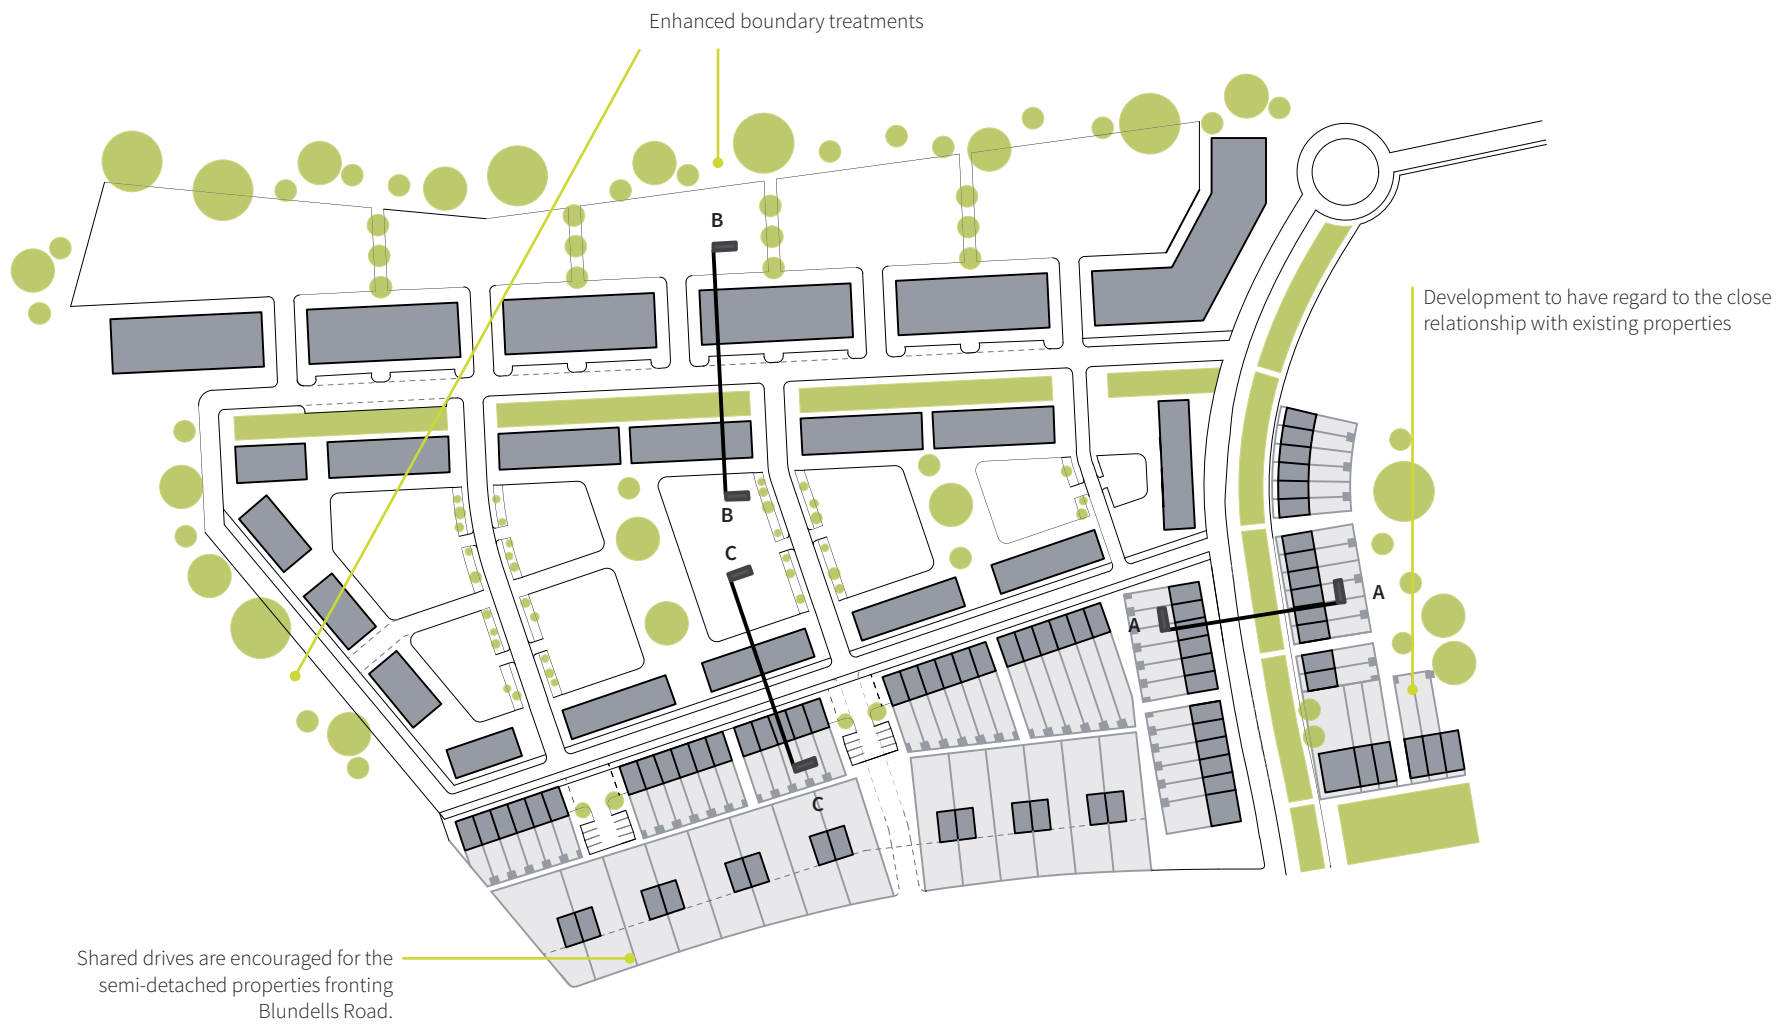 Enhanced boundary treatments
B
Development to have regard to the close
relationship with existing properties
B
C
A
A
C
Shared drives are encouraged for the
semi-detached properties fronting
Blundells Road.